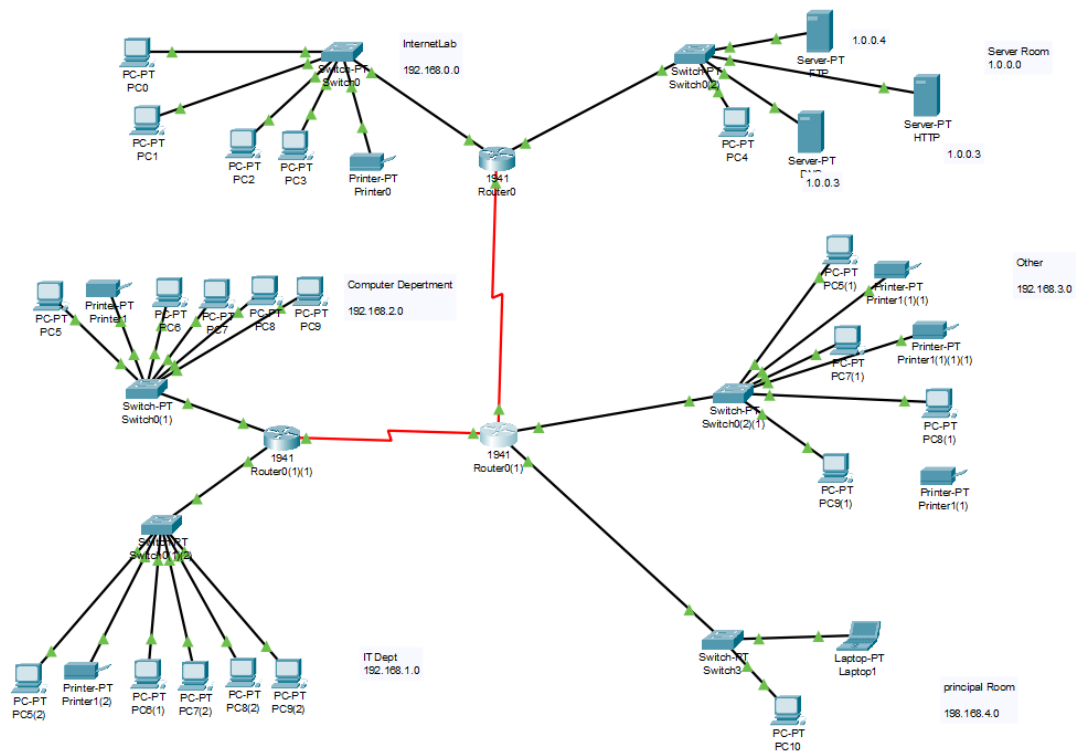 InternetLab
192.168.0.0
PC-PT
PC0
PC-PT
PC1
PC-PT
PC2
PC-PT
PC3
Printer-PT
Printer0
Switch-PT
Switch0
1941
Router0
Switch-PT
Switch0(2)
Server-PT
FTP
1.0.0.4
Server Room
1.0.0.0
Server-PT
HTTP
1.0.0.3
PC-PT
PC4
Server-PT
1.0.0.3
Computer Depertment
192.168.2.0
PC-PT
PC5
Printer-PT
Printer1
PC-PT
PC6
PC-PT
PC7
PC-PT
PC8
PC-PT
PC9
Switch-PT
Switch0(1)
1941
Router0(1)(1)
1941
Router0(1)
Other
192.168.3.0
PC-PT
PC5(1)
Printer-PT
Printer1(1)(1)
PC-PT
PC7(1)
Printer-PT
Printer1(1)(1)(1)
Switch-PT
Switch0(2)(1)
PC-PT
PC8(1)
PC-PT
PC9(1)
Printer-PT
Printer1(1)
Switch-PT
Switch0(1)(2)
IT Dept
192.168.1.0
PC-PT
PC5(2)
Printer-PT
Printer1(2)
PC-PT
PC6(1)
PC-PT
PC7(2)
PC-PT
PC8(2)
PC-PT
PC9(2)
Switch-PT
Switch3
Laptop-PT
Laptop1
PC-PT
PC10
principal Room
198.168.4.0